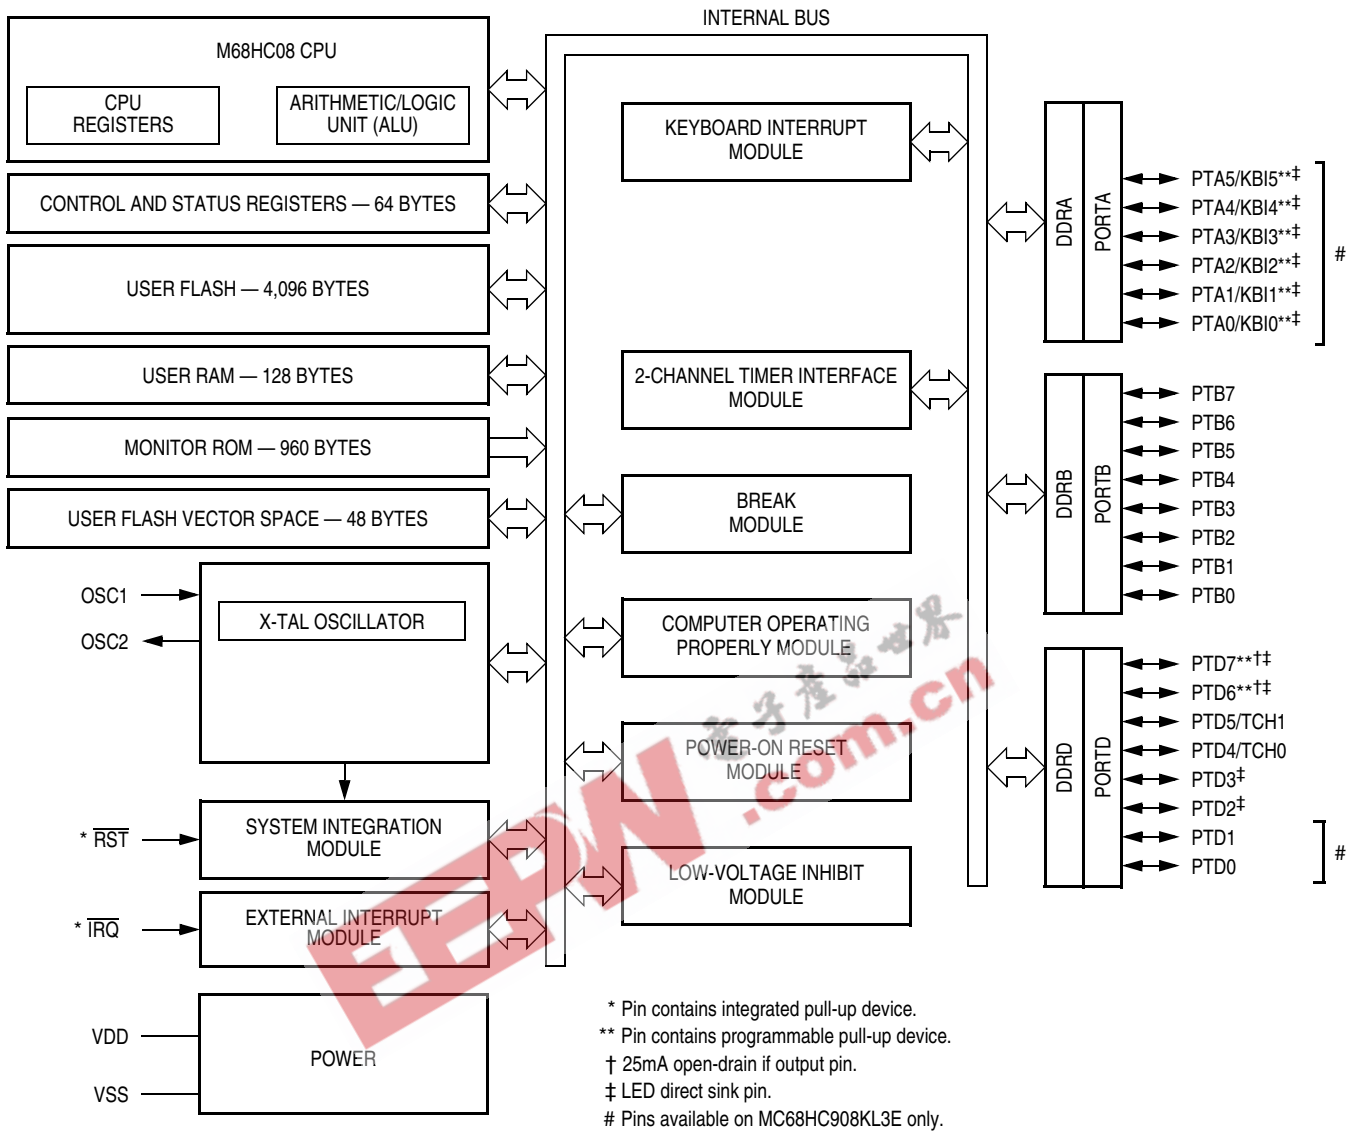 INTERNAL BUS
M68HC08 CPU
CPU
REGISTERS
ARITHMETIC/LOGIC
UNIT (ALU)
CONTROL AND STATUS REGISTERS — 64 BYTES
USER FLASH — 4,096 BYTES
USER RAM — 128 BYTES
MONITOR ROM — 960 BYTES
USER FLASH VECTOR SPACE — 48 BYTES
OSC1
OSC2
X-TAL OSCILLATOR
* RST
SYSTEM INTEGRATION
MODULE
* IRQ
EXTERNAL INTERRUPT
MODULE
VDD
VSS
POWER
KEYBOARD INTERRUPT
MODULE
2-CHANNEL TIMER INTERFACE
MODULE
BREAK
MODULE
COMPUTER OPERATING
PROPERLY MODULE
POWER-ON RESET
MODULE
LOW-VOLTAGE INHIBIT
MODULE
DDRA
PORTA
PTA5/KBI5**‡
PTA4/KBI4**‡
PTA3/KBI3**‡
PTA2/KBI2**‡
PTA1/KBI1**‡
PTA0/KBI0**‡
#
DDRB
PORTB
PTB7
PTB6
PTB5
PTB4
PTB3
PTB2
PTB1
PTB0
DDRD
PORTD
PTD7**†‡
PTD6**†‡
PTD5/TCH1
PTD4/TCH0
PTD3‡
PTD2‡
PTD1
PTD0
#
* Pin contains integrated pull-up device.
** Pin contains programmable pull-up device.
† 25mA open-drain if output pin.
‡ LED direct sink pin.
# Pins available on MC68HC908KL3E only.
EEPW.com.cn
電子產品世界